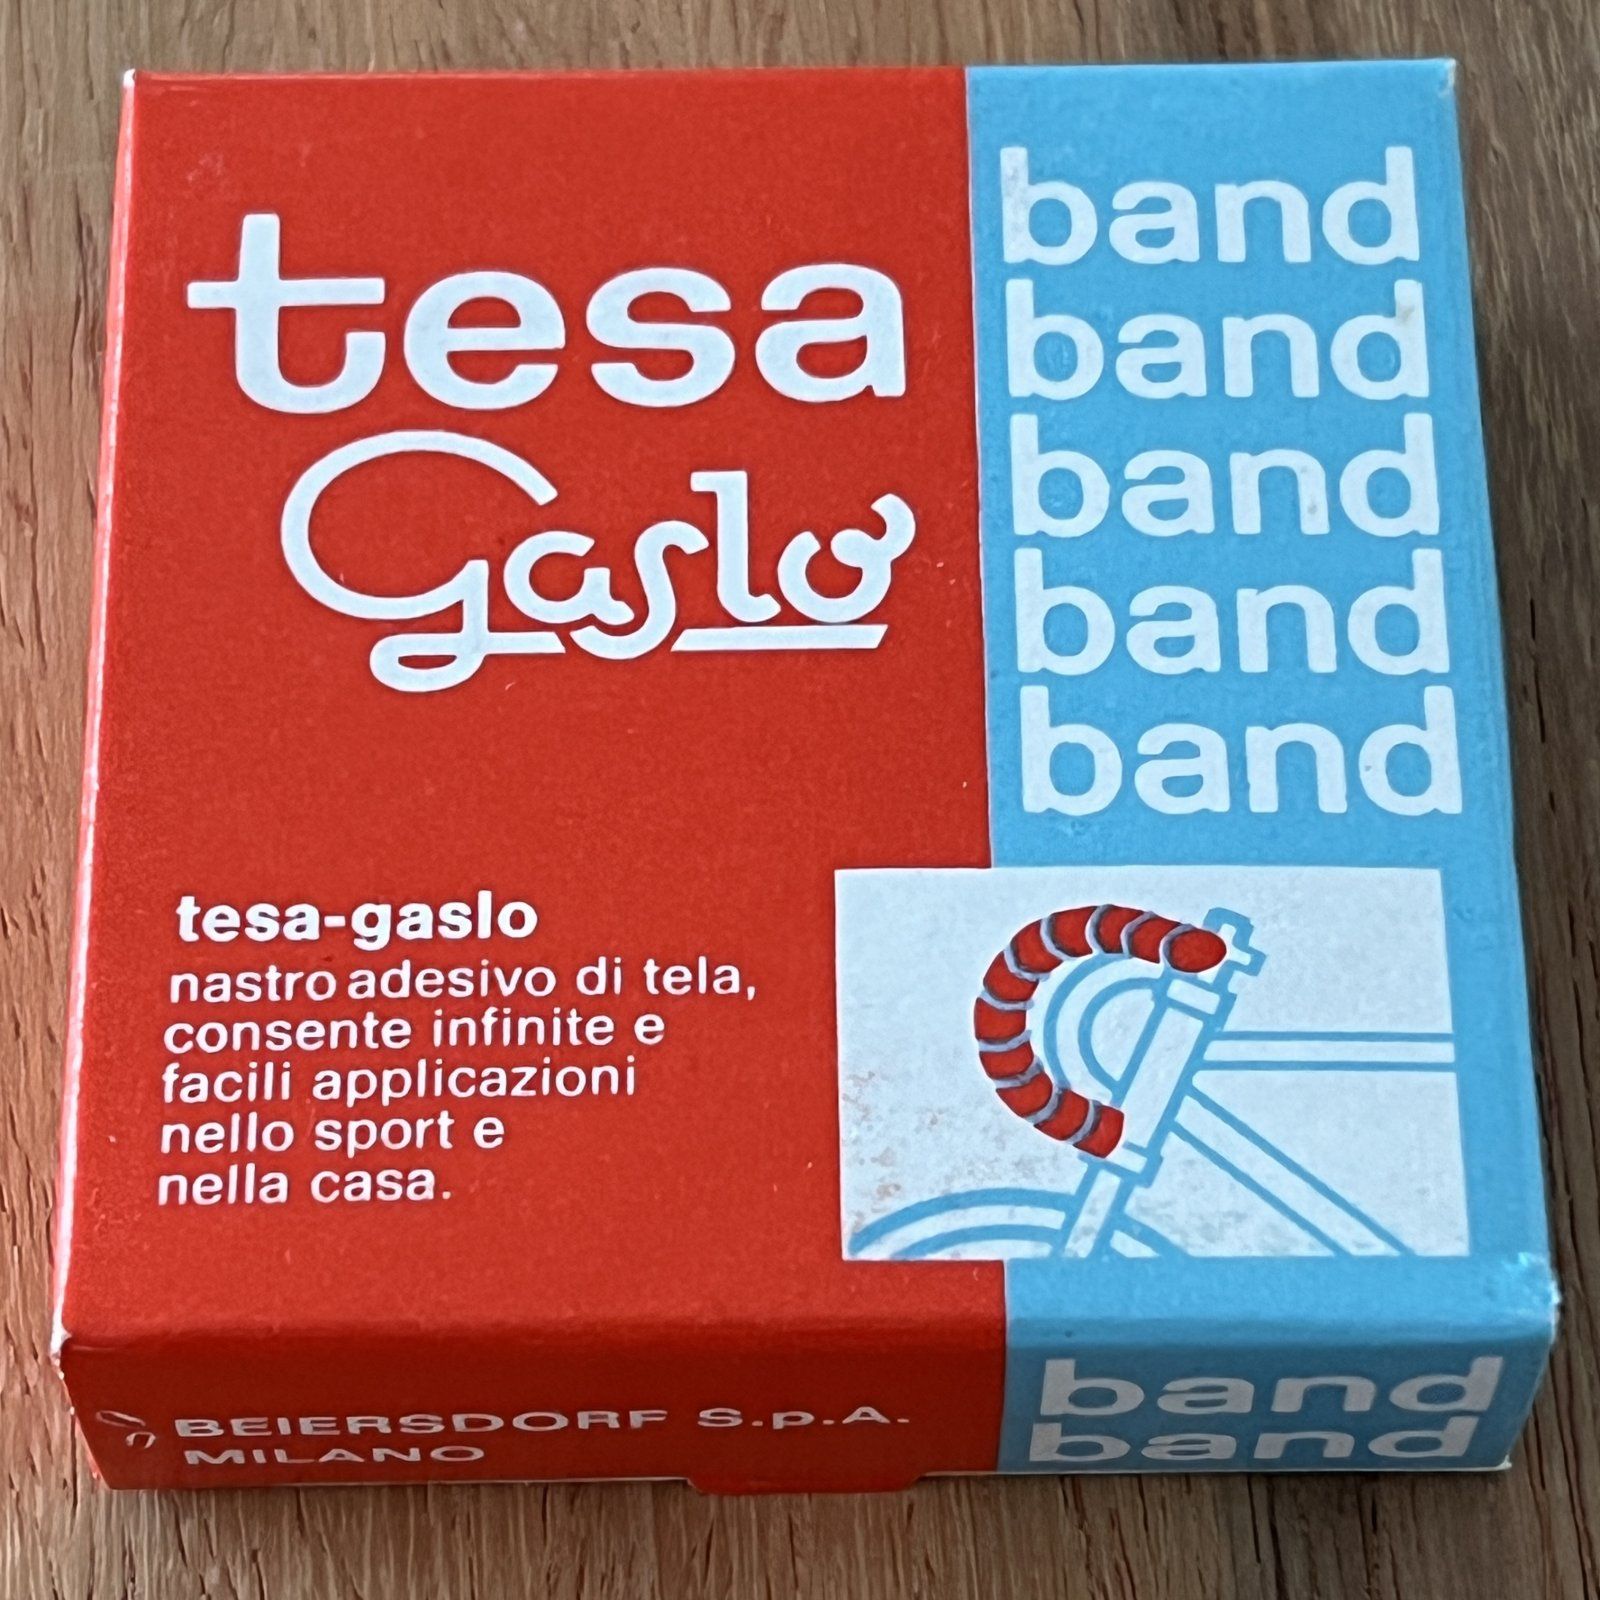 tesa
Gaslo
band
band
band
band
band
tesa-gaslo
nastro adesivo di tela,
consente infinite e
facili applicazioni
nello sport e
nella casa.
BEIERSDORF S.p.A.
MILANO
band
band